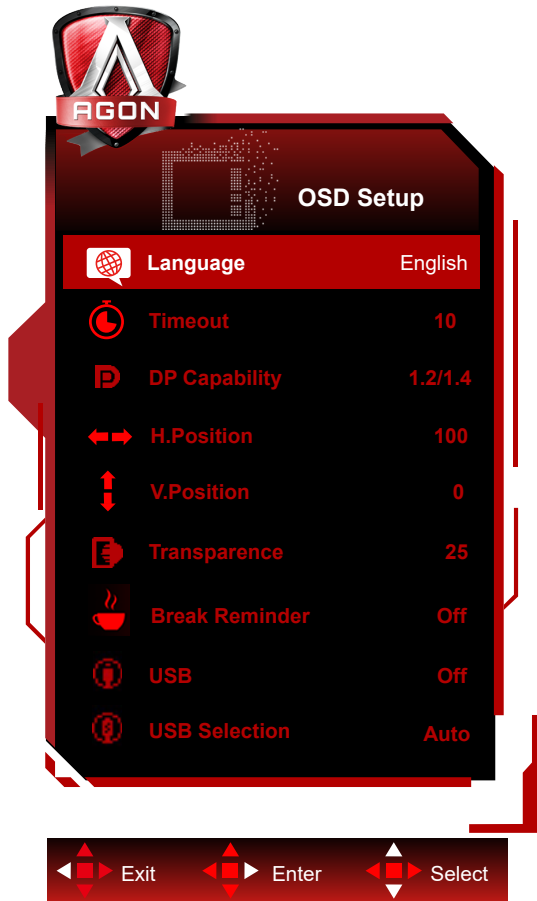 AGON
OSD Setup
Language English
Timeout 10
DP Capability 1.2/1.4
H.Position 100
V.Position 0
Transparence 25
Break Reminder Off
USB Off
USB Selection Auto
Exit Enter Select